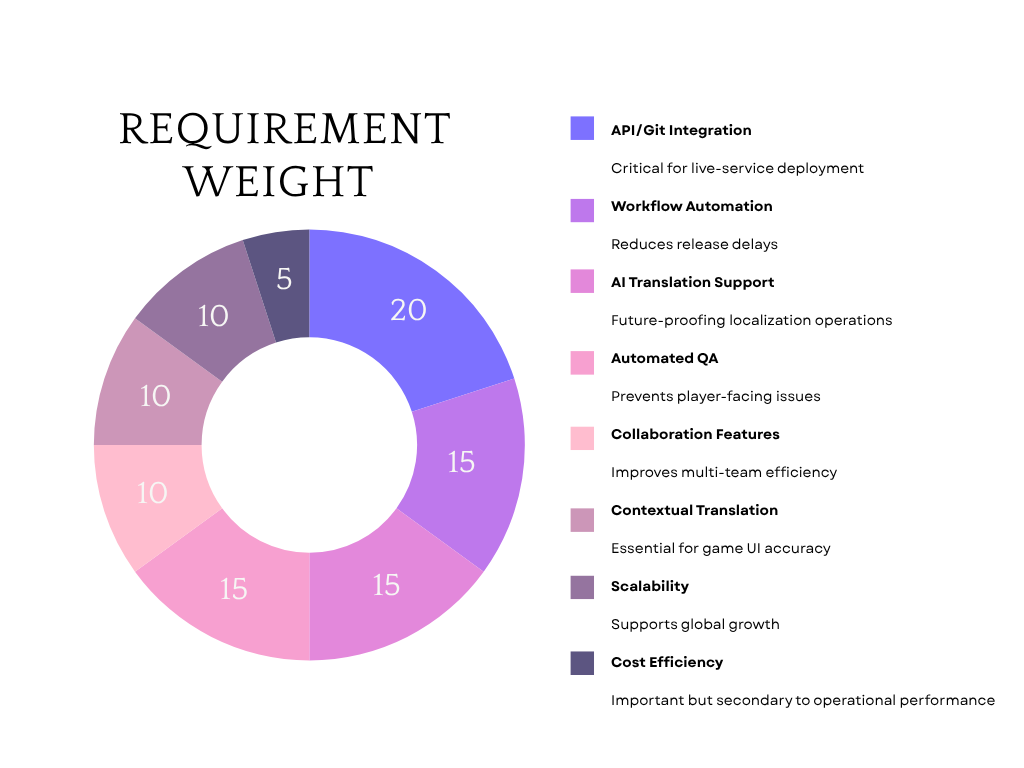 REQUIREMENT
WEIGHT
20
15
15
15
10
10
10
5
API/Git Integration
Critical for live-service deployment
Workflow Automation
Reduces release delays
AI Translation Support
Future-proofing localization operations
Automated QA
Prevents player-facing issues
Collaboration Features
Improves multi-team efficiency
Contextual Translation
Essential for game UI accuracy
Scalability
Supports global growth
Cost Efficiency
Important but secondary to operational performance